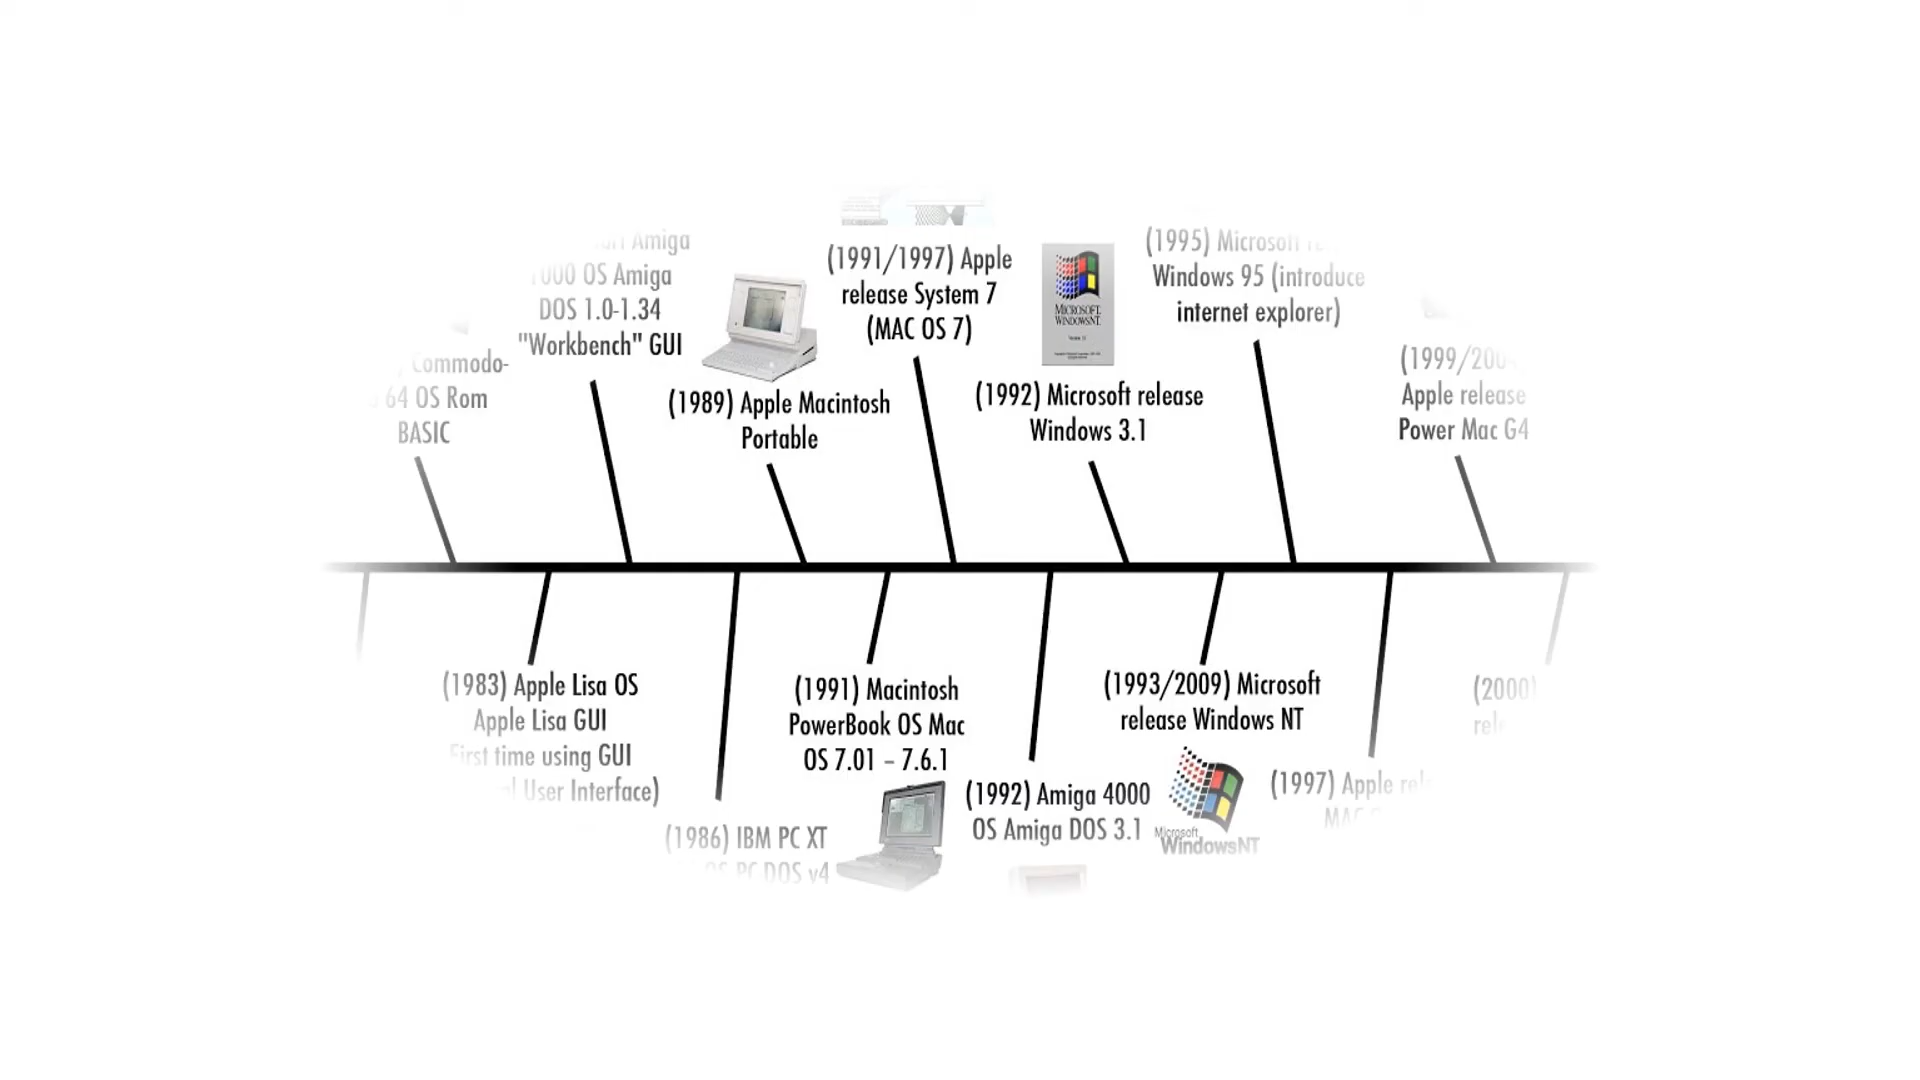 Amiga
OS Amiga
DOS 1.0-1.34
"Workbench" GUI
Commodo-
64 OS Rom
BASIC
(1989) Apple Macintosh
Portable
(1991/1997) Apple
release System 7
(MAC OS 7)
MICROSOFT.
WINDOWSNT.
(1992) Microsoft release
Windows 3.1
(1995) Microsoft
Windows 95 (introduce
internet explorer)
Apple release
Power Mac G4
(1983) Apple Lisa OS
Apple Lisa GUI
First time using GUI
User Interface)
(1986) IBM PC XT
OS PC DOS v4
(1991) Macintosh
PowerBook OS Mac
OS 7.01 – 7.6.1
(1992) Amiga 4000
OS Amiga DOS 3.1
(1993/2009) Microsoft
release Windows NT
Microsoft
WindowsNT
(1997) Apple
MAC
(2000)